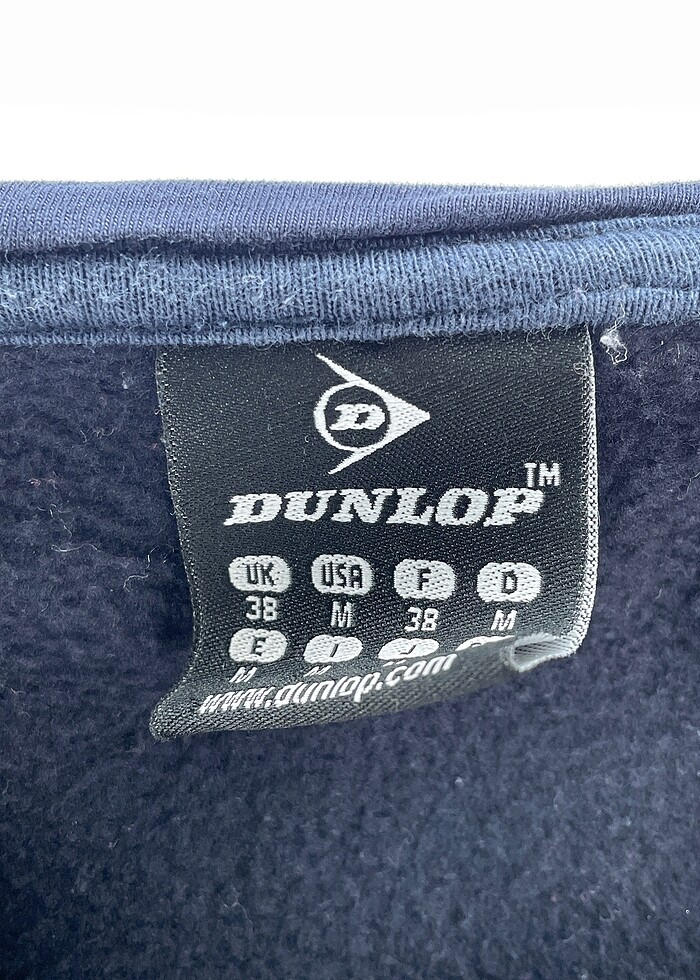 D
DUNLOP™
UK USA F D
38 M 38 M
E I J
M M
www.dunlop.com